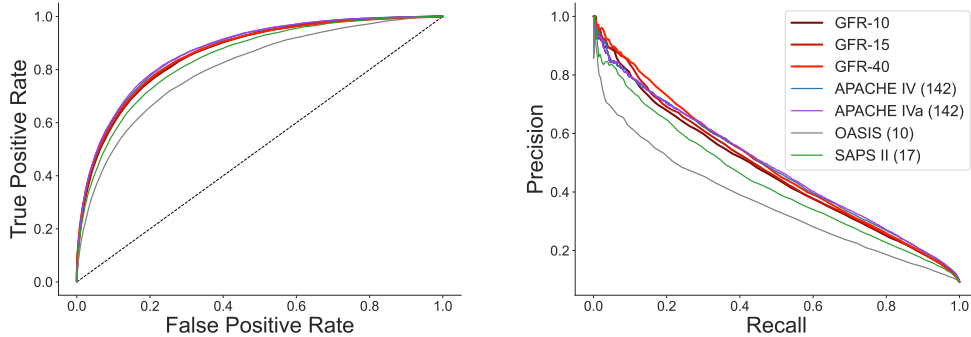 1.0
0.8
0.6
0.4
0.2
0.0
0.0 0.2 0.4 0.6 0.8 1.0
True Positive Rate
False Positive Rate
1.0
0.8
0.6
0.4
0.2
0.0 0.2 0.4 0.6 0.8 1.0
Precision
Recall
GFR-10
GFR-15
GFR-40
APACHE IV (142)
APACHE IVa (142)
OASIS (10)
SAPS II (17)